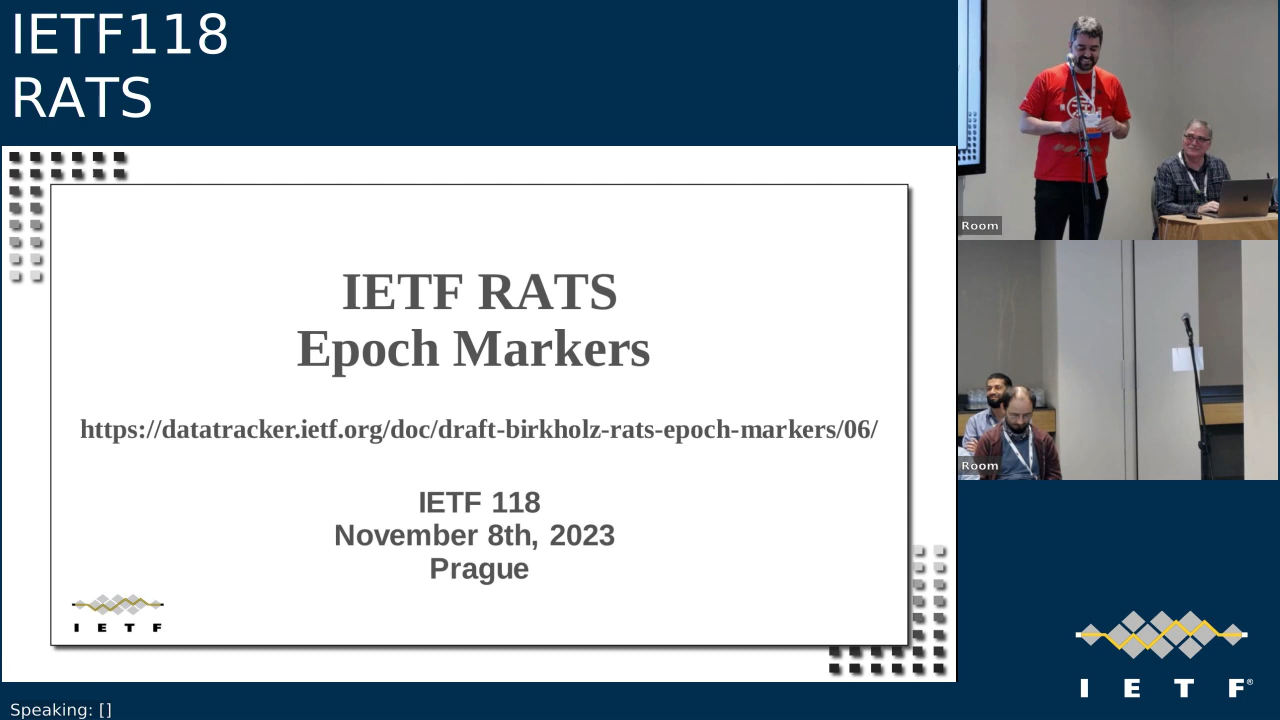 IETF118
RATS
IETF RATS
Epoch Markers
https://datatracker.ietf.org/doc/draft-birkholz-rats-epoch-markers/06/
IETF 118
November 8th, 2023
Prague
I E T F
Room
Room
I E T F®
Speaking: []